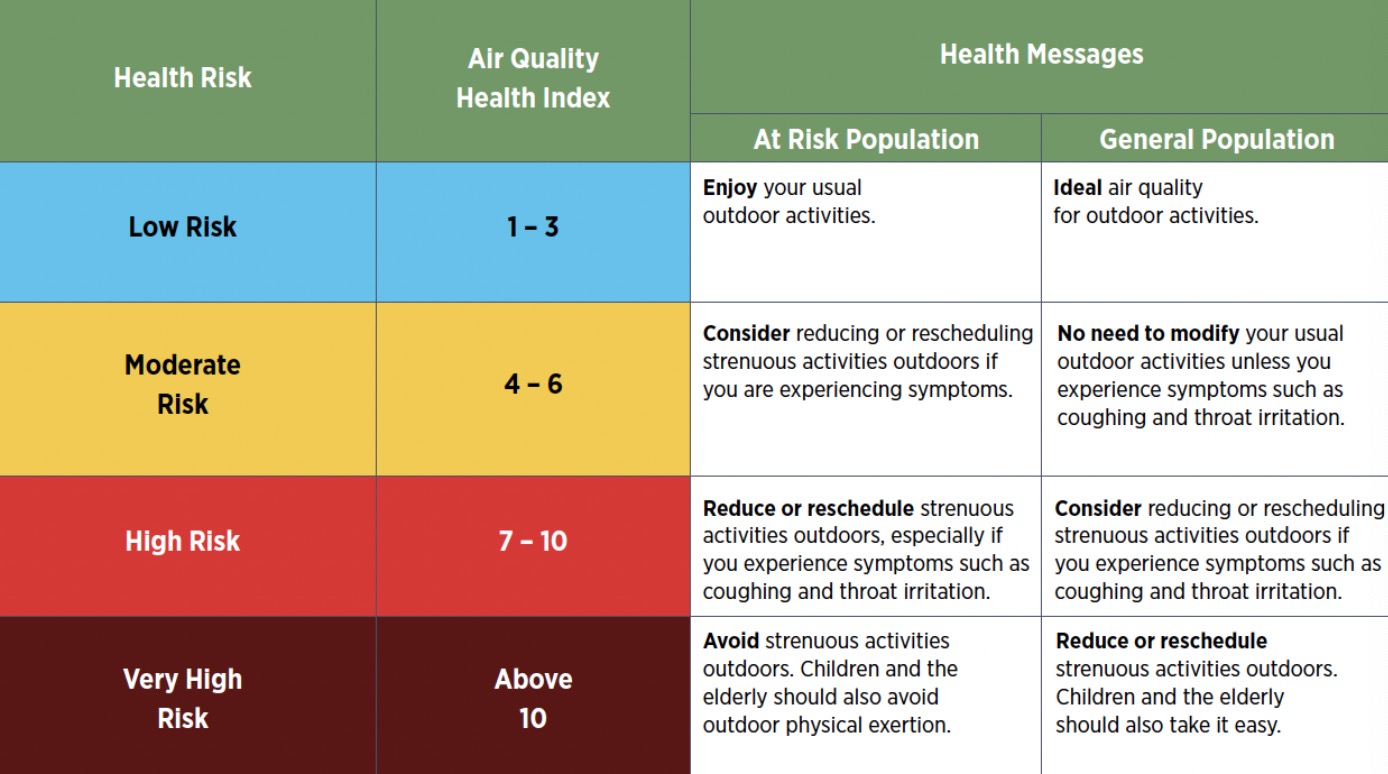 Health Risk
Air Quality
Health Index
Health Messages
At Risk Population
General Population
Low Risk
1 – 3
Enjoy your usual
outdoor activities.
Ideal air quality
for outdoor activities.
Moderate
Risk
4 – 6
Consider reducing or rescheduling
strenuous activities outdoors if
you are experiencing symptoms.
No need to modify your usual
outdoor activities unless you
experience symptoms such as
coughing and throat irritation.
High Risk
7 – 10
Reduce or reschedule strenuous
activities outdoors, especially if
you experience symptoms such as
coughing and throat irritation.
Consider reducing or rescheduling
strenuous activities outdoors if
you experience symptoms such as
coughing and throat irritation.
Very High
Risk
Above
10
Avoid strenuous activities
outdoors. Children and the
elderly should also avoid
outdoor physical exertion.
Reduce or reschedule
strenuous activities outdoors.
Children and the elderly
should also take it easy.